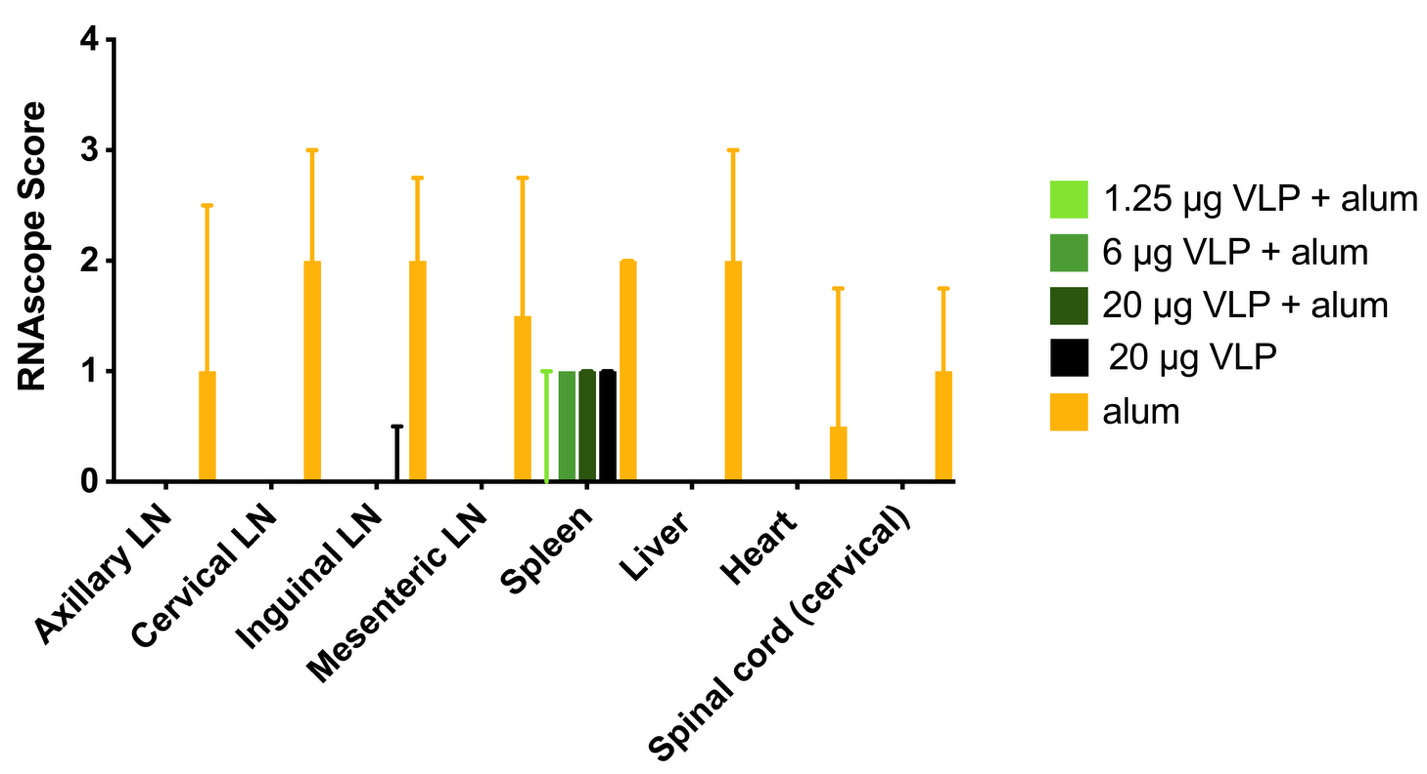 RNAscope Score
4
3
2
1
0
Axillary LN
Cervical LN
Inguinal LN
Mesenteric LN
Spleen
Liver
Heart
Spinal cord (cervical)
1.25 µg VLP + alum
6 µg VLP + alum
20 µg VLP + alum
20 µg VLP
alum